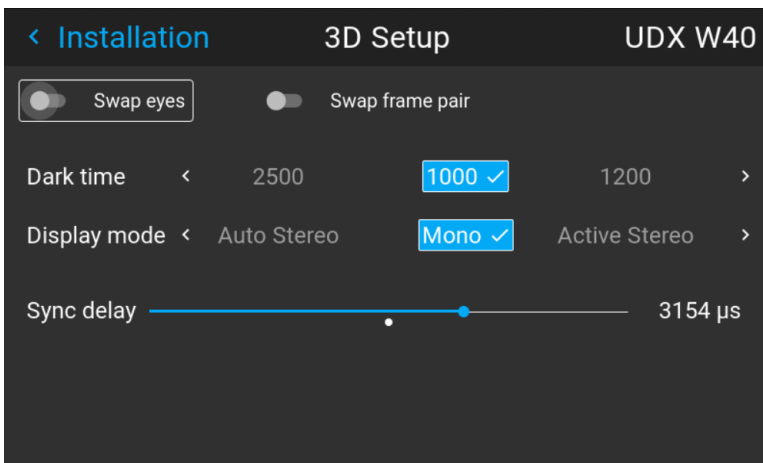 Installation 3D Setup UDX W40
Swap eyes Swap frame pair
Dark time 2500 1000 1200
Display mode Auto Stereo Mono Active Stereo
Sync delay 3154 µs